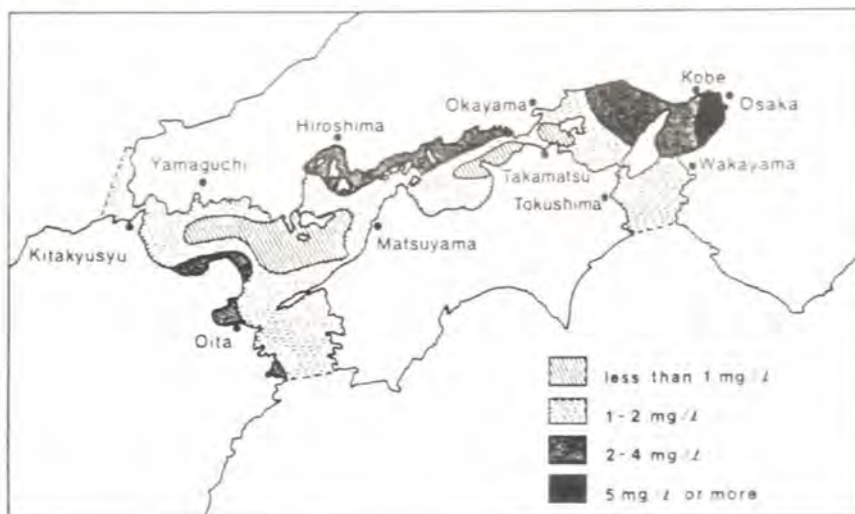 Kobe
Okayama
Osaka
Hiroshima
Yamaguchi
Takamatsu
Wakayama
Tokushima
Kitakyusyu
Matsuyama
Oita
less than 1 mg/ℓ
1-2 mg/ℓ
2-4 mg/ℓ
5 mg/ℓ or more